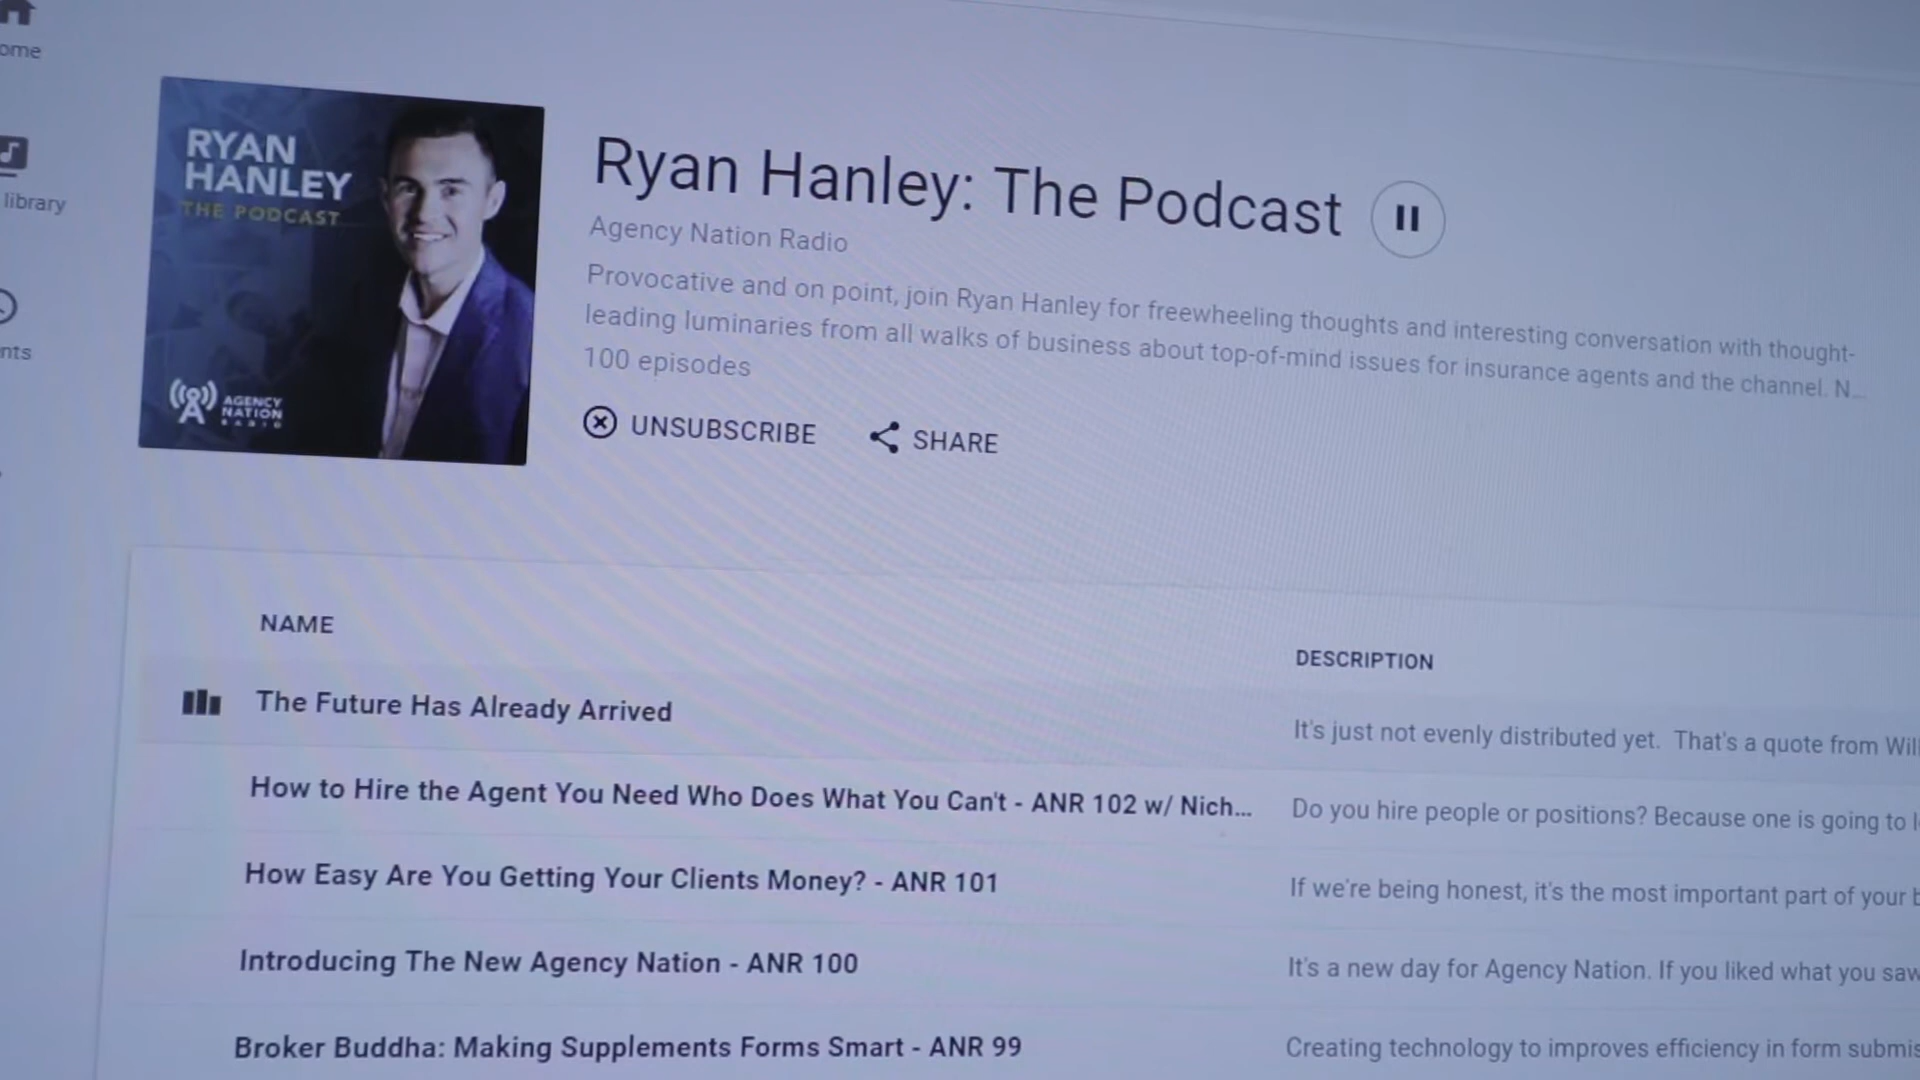 ome
library
nts
RYAN
HANLEY
THE PODCAST
AGENCY
NATION
RADIO
Ryan Hanley: The Podcast
Agency Nation Radio
Provocative and on point, join Ryan Hanley for freewheeling thoughts and interesting conversation with thought-
leading luminaries from all walks of business about top-of-mind issues for insurance agents and the channel. N...
100 episodes
UNSUBSCRIBE
SHARE
NAME
DESCRIPTION
The Future Has Already Arrived
It's just not evenly distributed yet. That's a quote from Will
How to Hire the Agent You Need Who Does What You Can't - ANR 102 w/ Nich...
Do you hire people or positions? Because one is going to l
How Easy Are You Getting Your Clients Money? - ANR 101
If we're being honest, it's the most important part of your b
Introducing The New Agency Nation - ANR 100
It's a new day for Agency Nation. If you liked what you saw
Broker Buddha: Making Supplements Forms Smart - ANR 99
Creating technology to improves efficiency in form submis